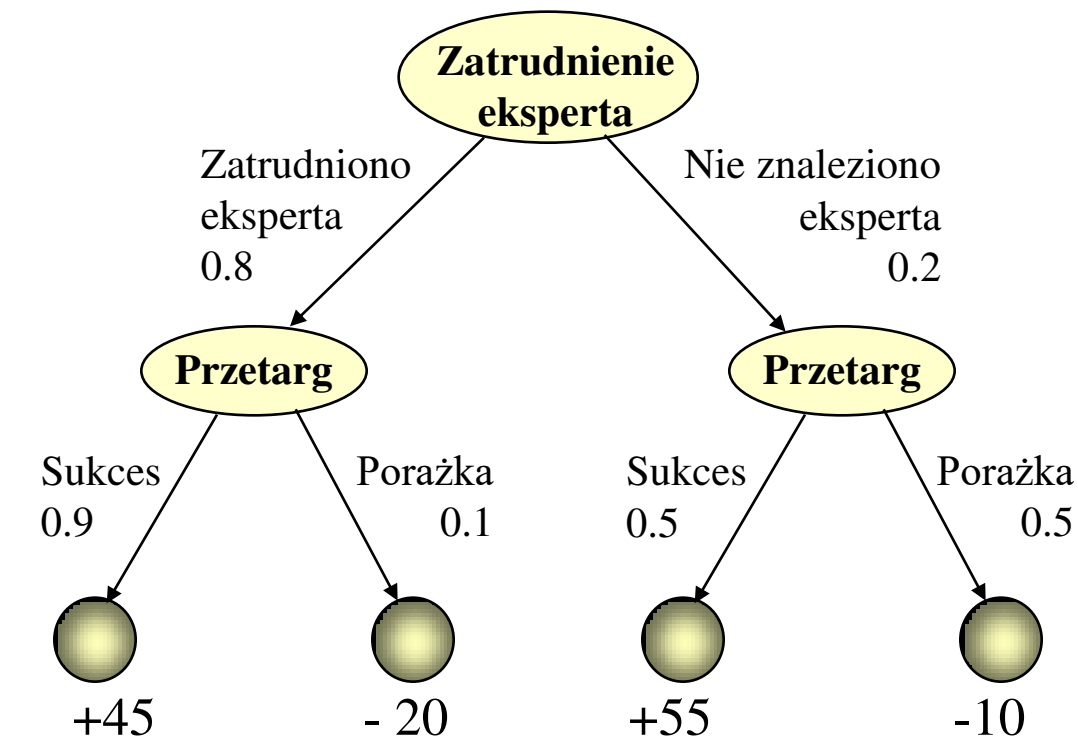 Zatrudnienie
eksperta
Zatrudniono
eksperta
0.8
Nie znaleziono
eksperta
0.2
Przetarg
Przetarg
Sukces
0.9
Porażka
0.1
Sukces
0.5
Porażka
0.5
+45
- 20
+55
-10